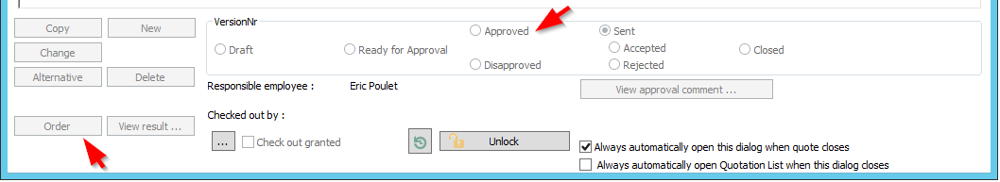 VersionNr
Copy New Approved Sent
Draft Ready for Approval Accepted Closed
Change
Disapproved Rejected
Alternative Delete
Responsible employee : Eric Poulet View approval comment ...
Checked out by :
Order View result ...
... Check out granted Unlock Always automatically open this dialog when quote closes
Always automatically open Quotation List when this dialog closes